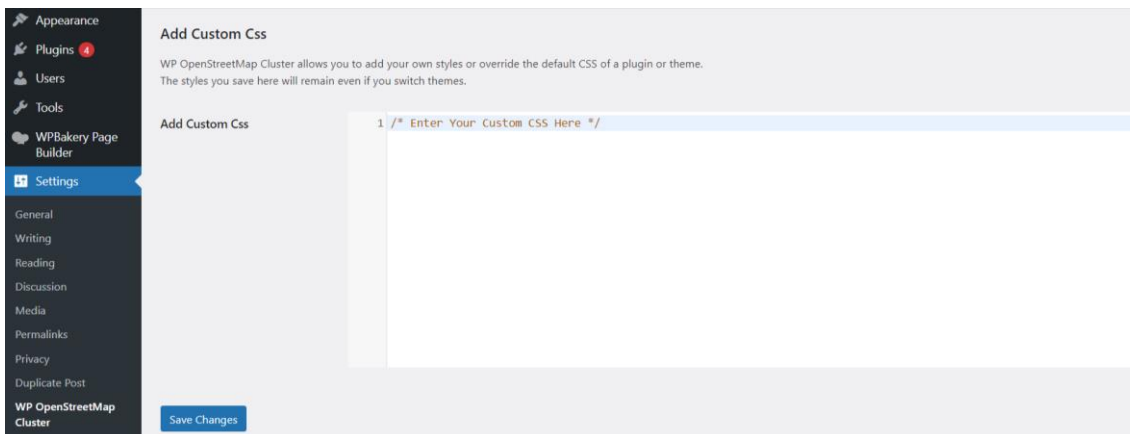 Appearance
Plugins 4
Users
Tools
WPBakery Page
Builder
Settings
General
Writing
Reading
Discussion
Media
Permalinks
Privacy
Duplicate Post
WP OpenStreetMap
Cluster
Add Custom Css
WP OpenStreetMap Cluster allows you to add your own styles or override the default CSS of a plugin or theme.
The styles you save here will remain even if you switch themes.
Add Custom Css
1 /* Enter Your Custom CSS Here */
Save Changes